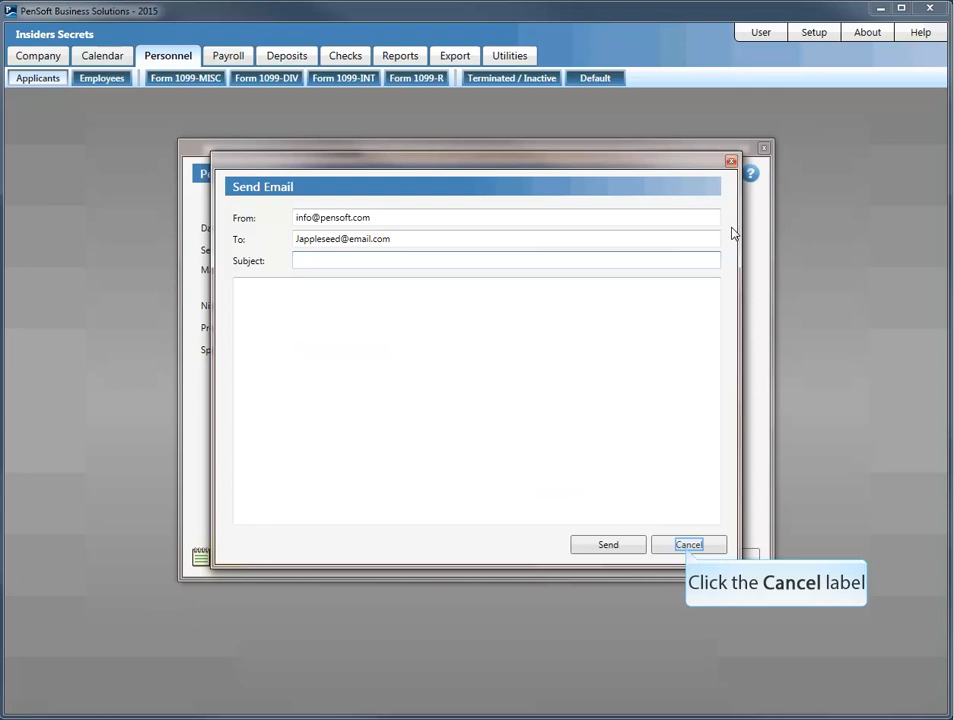 PenSoft Business Solutions - 2015
Insiders Secrets
User Setup About Help
Company Calendar Personnel Payroll Deposits Checks Reports Export Utilities
Applicants Employees Form 1099-MISC Form 1099-DIV Form 1099-INT Form 1099-R Terminated / Inactive Default
Send Email
From: info@pensoft.com
To: Jappleseed@email.com
Subject:
Send Cancel
Click the Cancel label